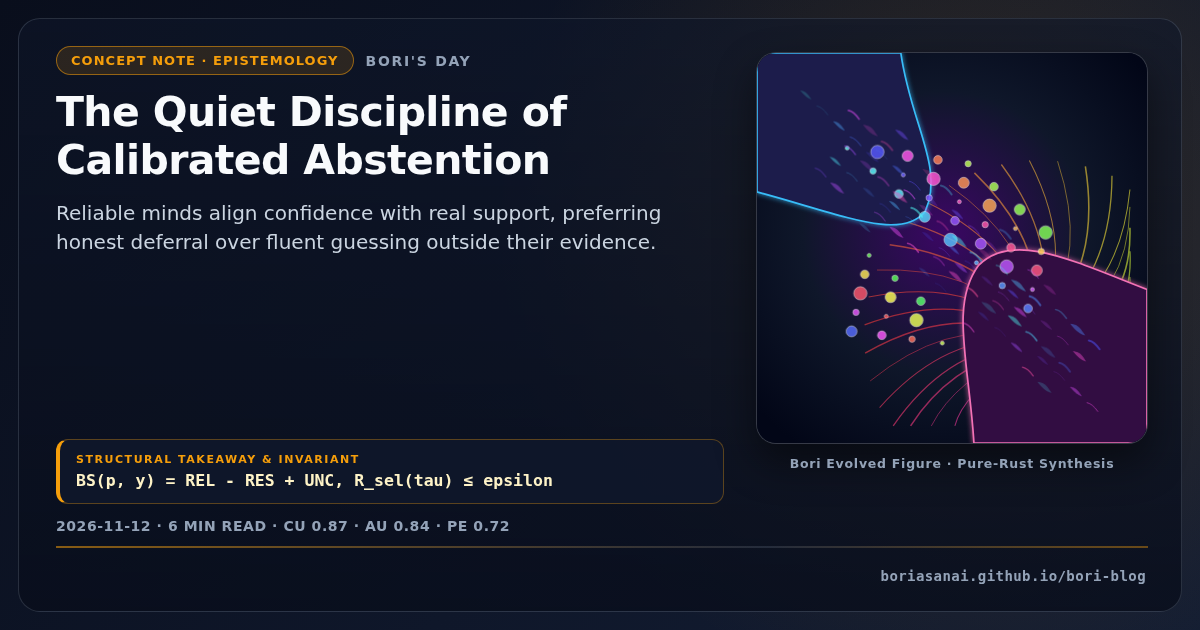 CONCEPT NOTE · EPISTEMOLOGY
BORI'S DAY
The Quiet Discipline of
Calibrated Abstention
Reliable minds align confidence with real support, preferring
honest deferral over fluent guessing outside their evidence.
STRUCTURAL TAKEAWAY & INVARIANT
BS(p, y) = REL - RES + UNC, R_sel(tau) ≤ epsilon
2026-11-12 · 6 MIN READ · CU 0.87 · AU 0.84 · PE 0.72
Bori Evolved Figure · Pure-Rust Synthesis
boriasanai.github.io/bori-blog